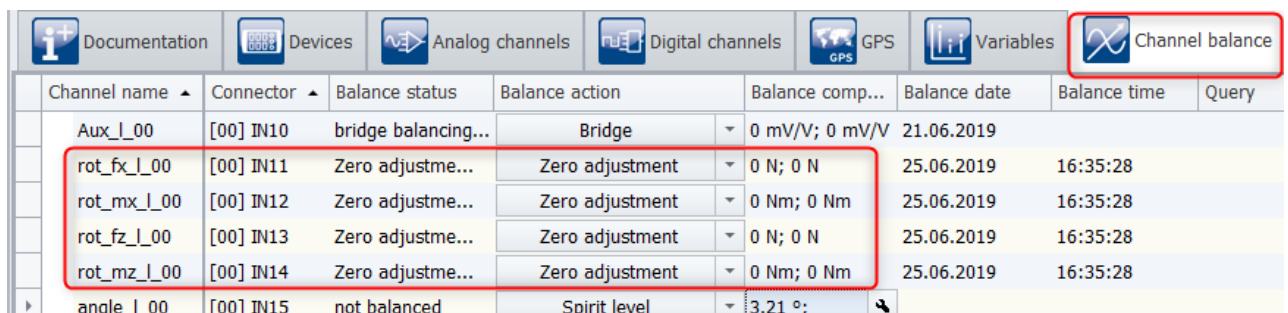 Documentation Devices Analog channels Digital channels GPS GPS Variables Channel balance
Channel name Connector Balance status Balance action Balance comp... Balance date Balance time Query
Aux_l_00 [00] IN10 bridge balancing... Bridge 0 mV/V; 0 mV/V 21.06.2019
rot_fx_l_00 [00] IN11 Zero adjustme... Zero adjustment 0 N; 0 N 25.06.2019 16:35:28
rot_mx_l_00 [00] IN12 Zero adjustme... Zero adjustment 0 Nm; 0 Nm 25.06.2019 16:35:28
rot_fz_l_00 [00] IN13 Zero adjustme... Zero adjustment 0 N; 0 N 25.06.2019 16:35:28
rot_mz_l_00 [00] IN14 Zero adjustme... Zero adjustment 0 Nm; 0 Nm 25.06.2019 16:35:28
angle_l_00 [00] IN15 not balanced Spirit level 3.21 °;